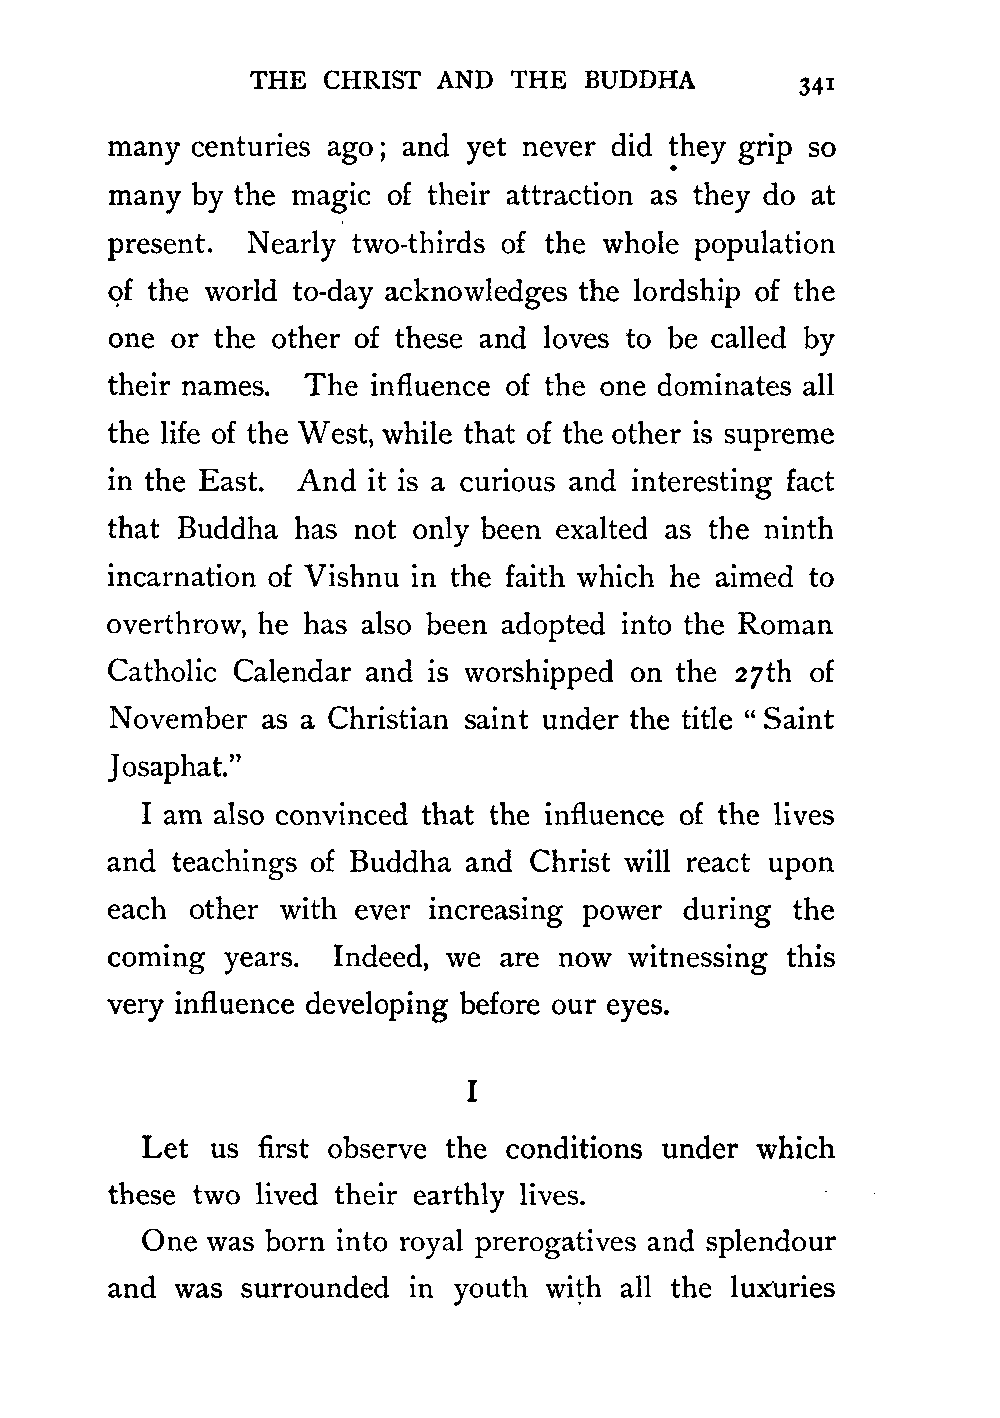 THE CHRIST AND THE BUDDHA 341
many centuries ago; and yet never did they grip so
many by the magic of their attraction as they do at
present. Nearly two-thirds of the whole population
of the world to-day acknowledges the lordship of the
one or the other of these and loves to be called by
their names. The influence of the one dominates all
the life of the West, while that of the other is supreme
in the East. And it is a curious and interesting fact
that Buddha has not only been exalted as the ninth
incarnation of Vishnu in the faith which he aimed to
overthrow, he has also been adopted into the Roman
Catholic Calendar and is worshipped on the 27th of
November as a Christian saint under the title “ Saint
Josaphat.”
I am also convinced that the influence of the lives
and teachings of Buddha and Christ will react upon
each other with ever increasing power during the
coming years. Indeed, we are now witnessing this
very influence developing before our eyes.
I
Let us first observe the conditions under which
these two lived their earthly lives.
One was born into royal prerogatives and splendour
and was surrounded in youth with all the luxuries